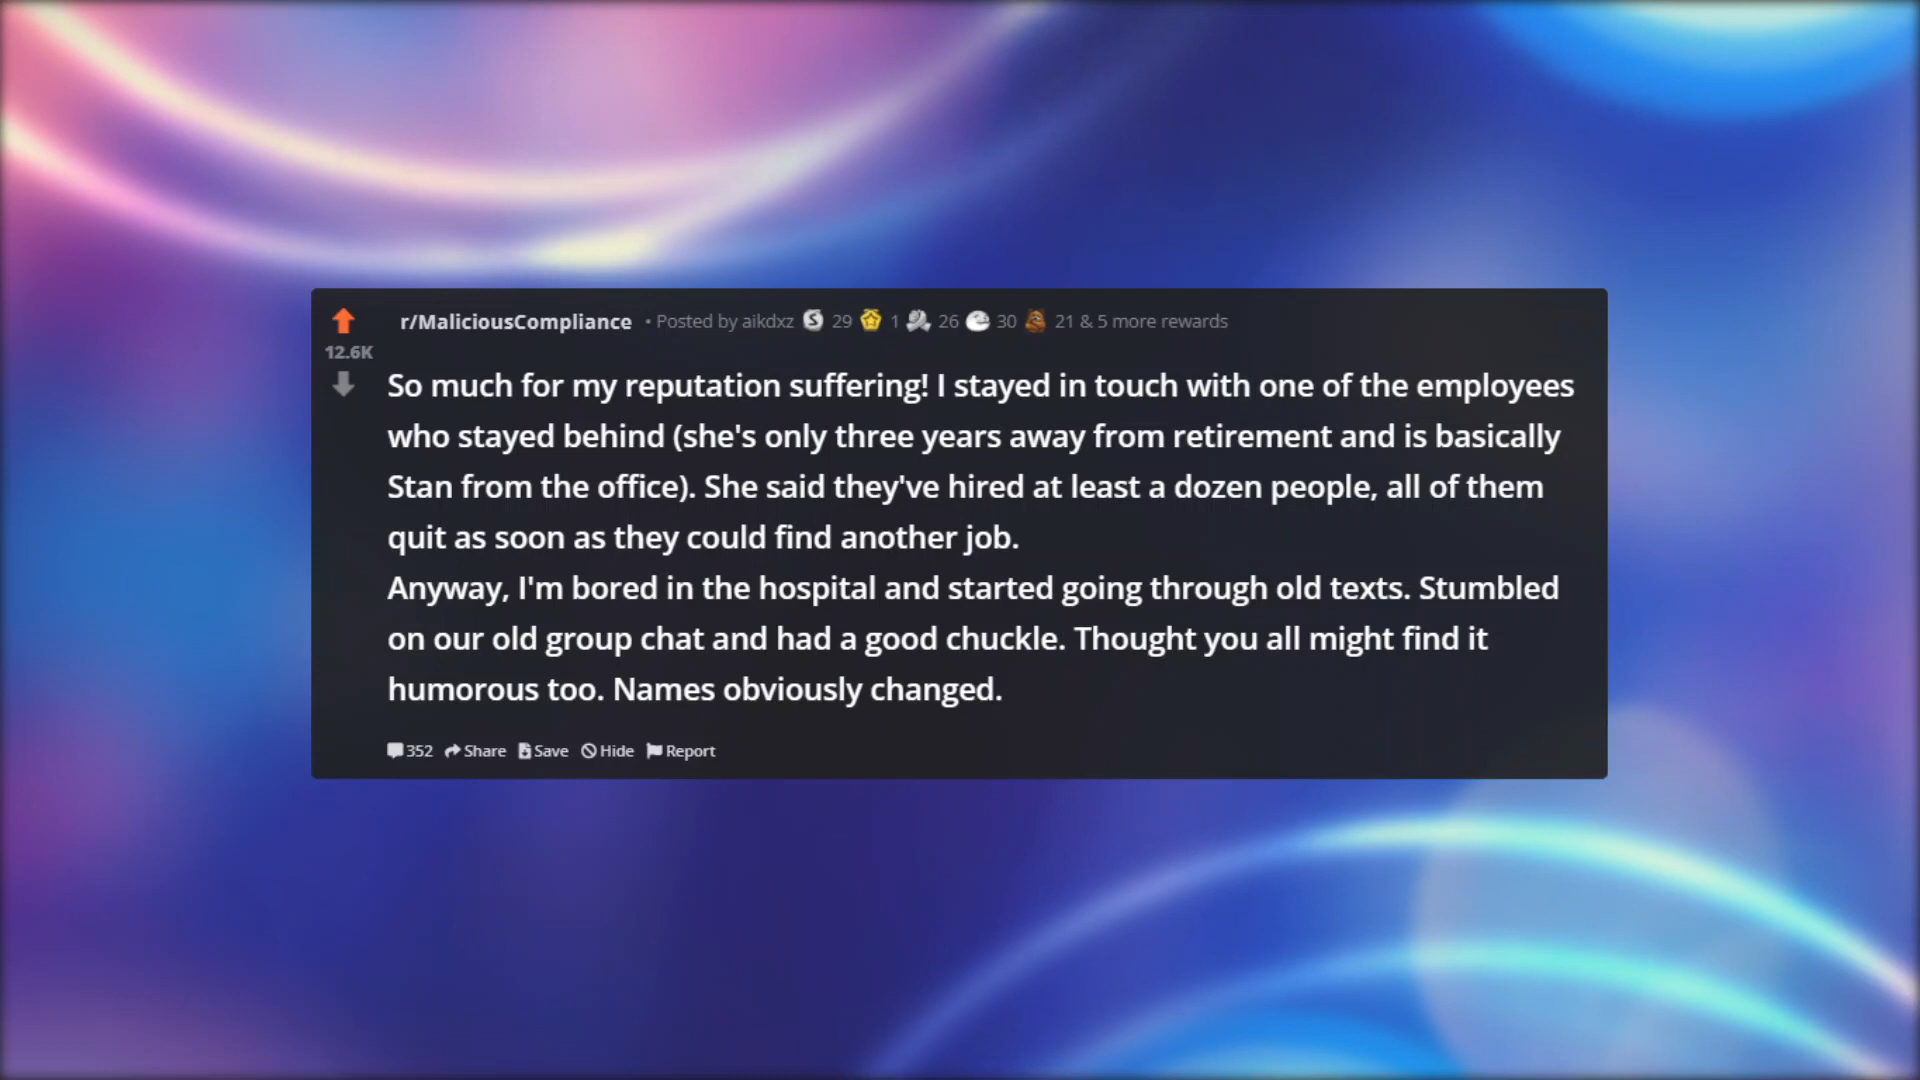 r/MaliciousCompliance • Posted by aikdxz 29 1 26 30 21 & 5 more rewards
12.6K
So much for my reputation suffering! I stayed in touch with one of the employees
who stayed behind (she's only three years away from retirement and is basically
Stan from the office). She said they've hired at least a dozen people, all of them
quit as soon as they could find another job.
Anyway, I'm bored in the hospital and started going through old texts. Stumbled
on our old group chat and had a good chuckle. Thought you all might find it
humorous too. Names obviously changed.
352 Share Save Hide Report